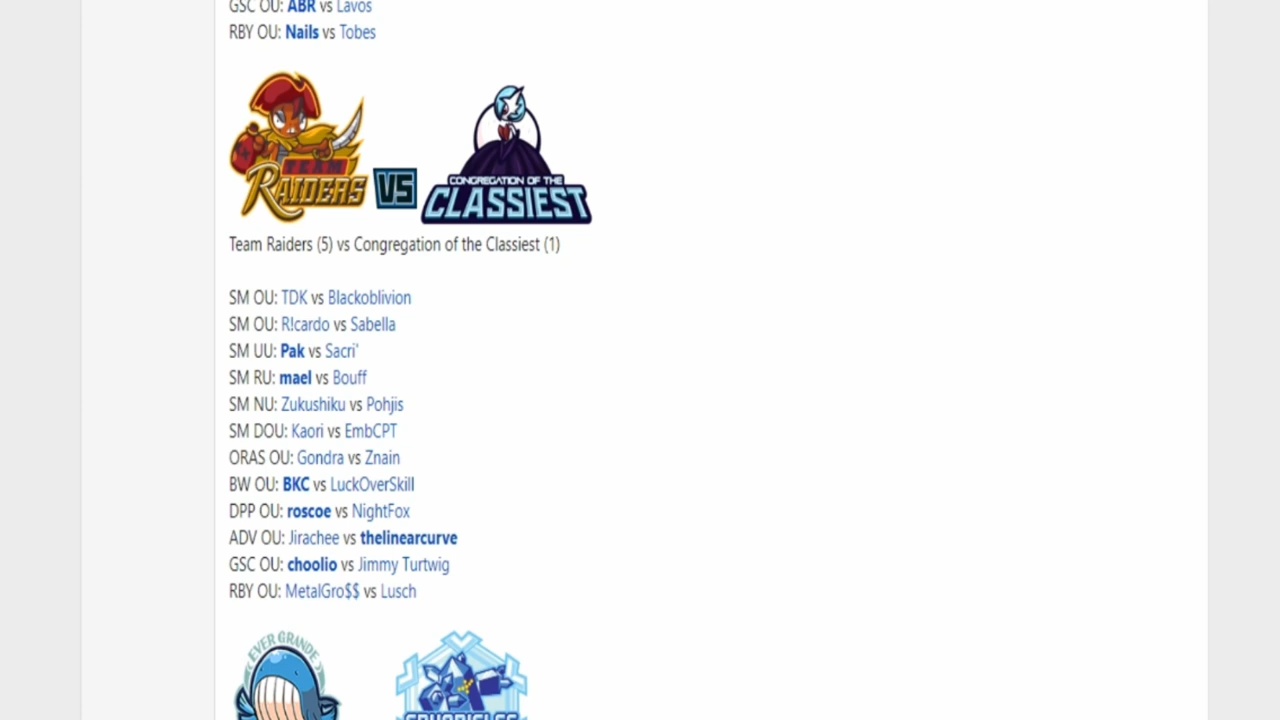 GSC OU: ABR vs Lavos
RBY OU: Nails vs Tobes
TEAM
RAIDERS
VS
CONGREGATION OF THE
CLASSIEST
Team Raiders (5) vs Congregation of the Classiest (1)
SM OU: TDK vs Blackoblivion
SM OU: R!cardo vs Sabella
SM UU: Pak vs Sacri'
SM RU: mael vs Bouff
SM NU: Zukushiku vs Pohjis
SM DOU: Kaori vs EmbCPT
ORAS OU: Gondra vs Znain
BW OU: BKC vs LuckOverSkill
DPP OU: roscoe vs NightFox
ADV OU: Jirachee vs thelinearcurve
GSC OU: choolio vs Jimmy Turtwig
RBY OU: MetalGro$$ vs Lusch
EVER GRANDE